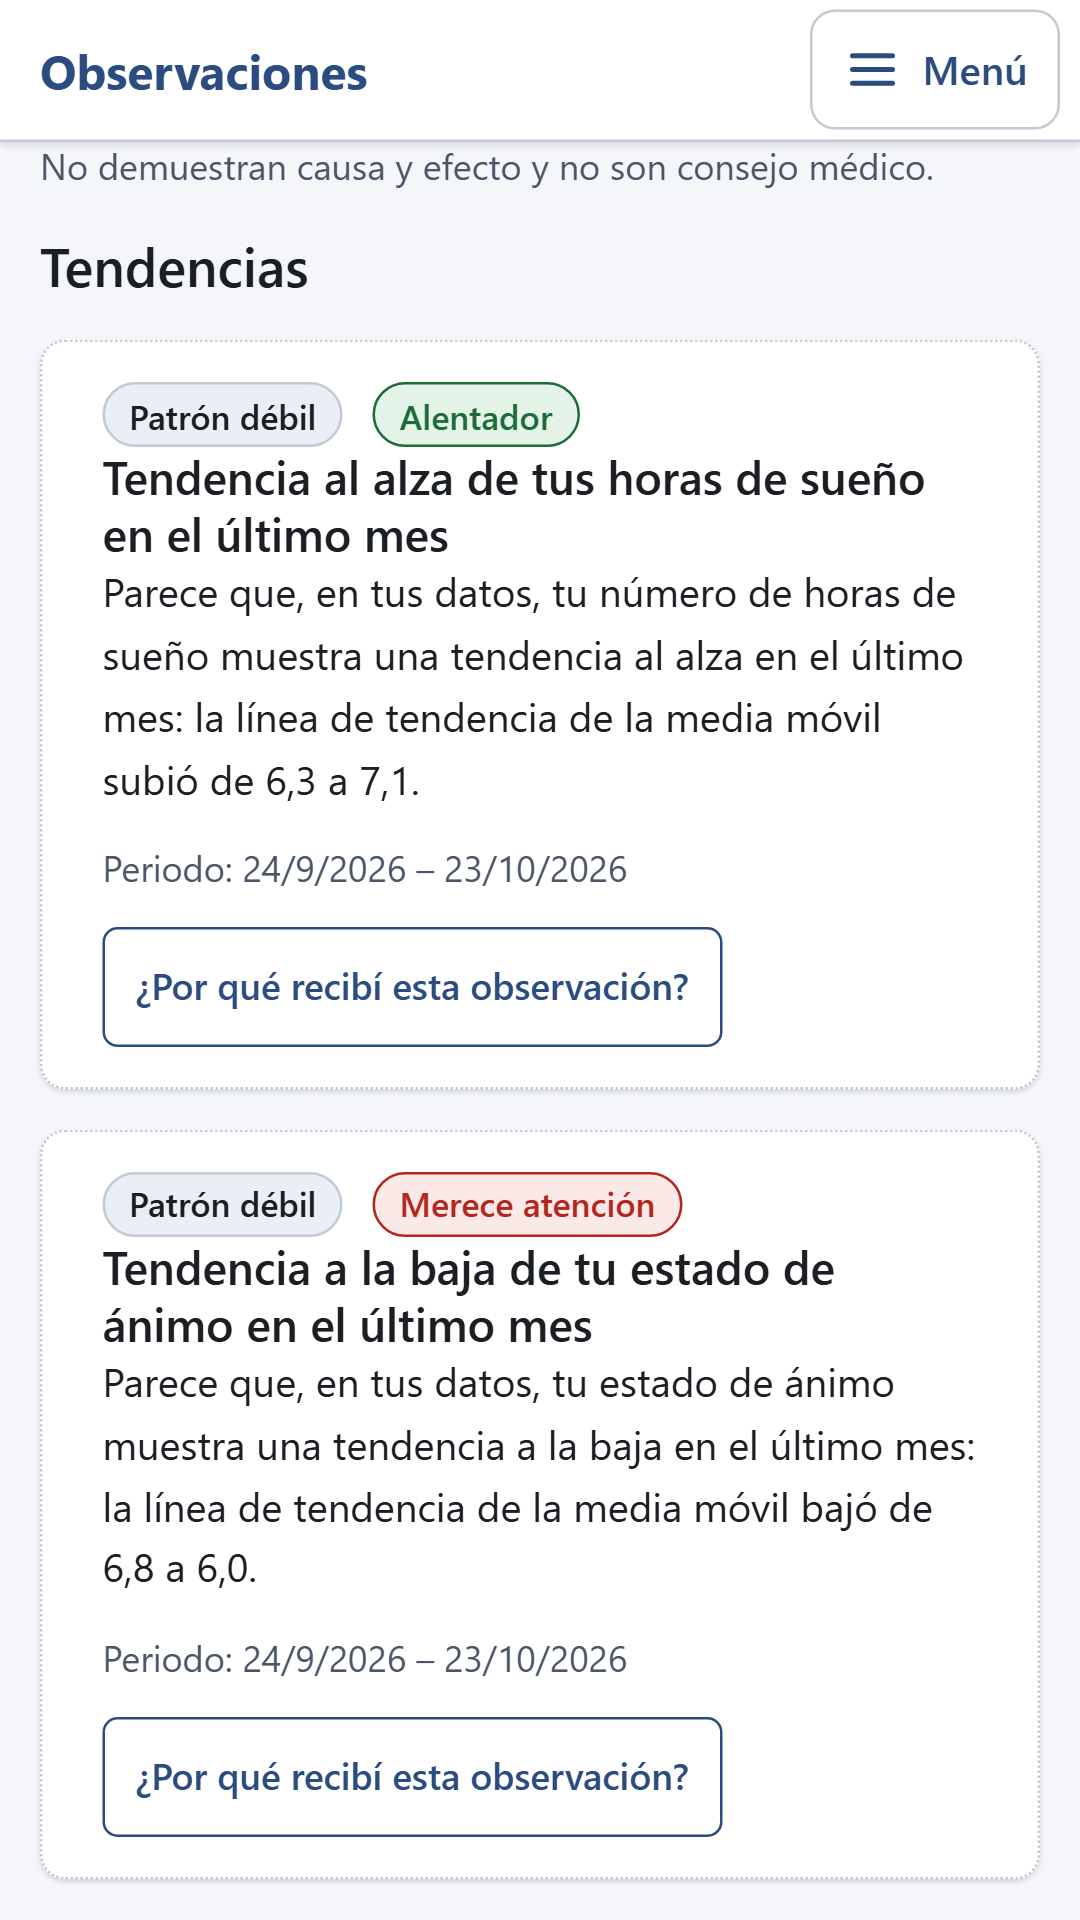 Observaciones
Menú
No demuestran causa y efecto y no son consejo médico.
Tendencias
Patrón débil
Alentador
Tendencia al alza de tus horas de sueño
en el último mes
Parece que, en tus datos, tu número de horas de
sueño muestra una tendencia al alza en el último
mes: la línea de tendencia de la media móvil
subió de 6,3 a 7,1.
Periodo: 24/9/2026 – 23/10/2026
¿Por qué recibí esta observación?
Patrón débil
Merece atención
Tendencia a la baja de tu estado de
ánimo en el último mes
Parece que, en tus datos, tu estado de ánimo
muestra una tendencia a la baja en el último mes:
la línea de tendencia de la media móvil bajó de
6,8 a 6,0.
Periodo: 24/9/2026 – 23/10/2026
¿Por qué recibí esta observación?